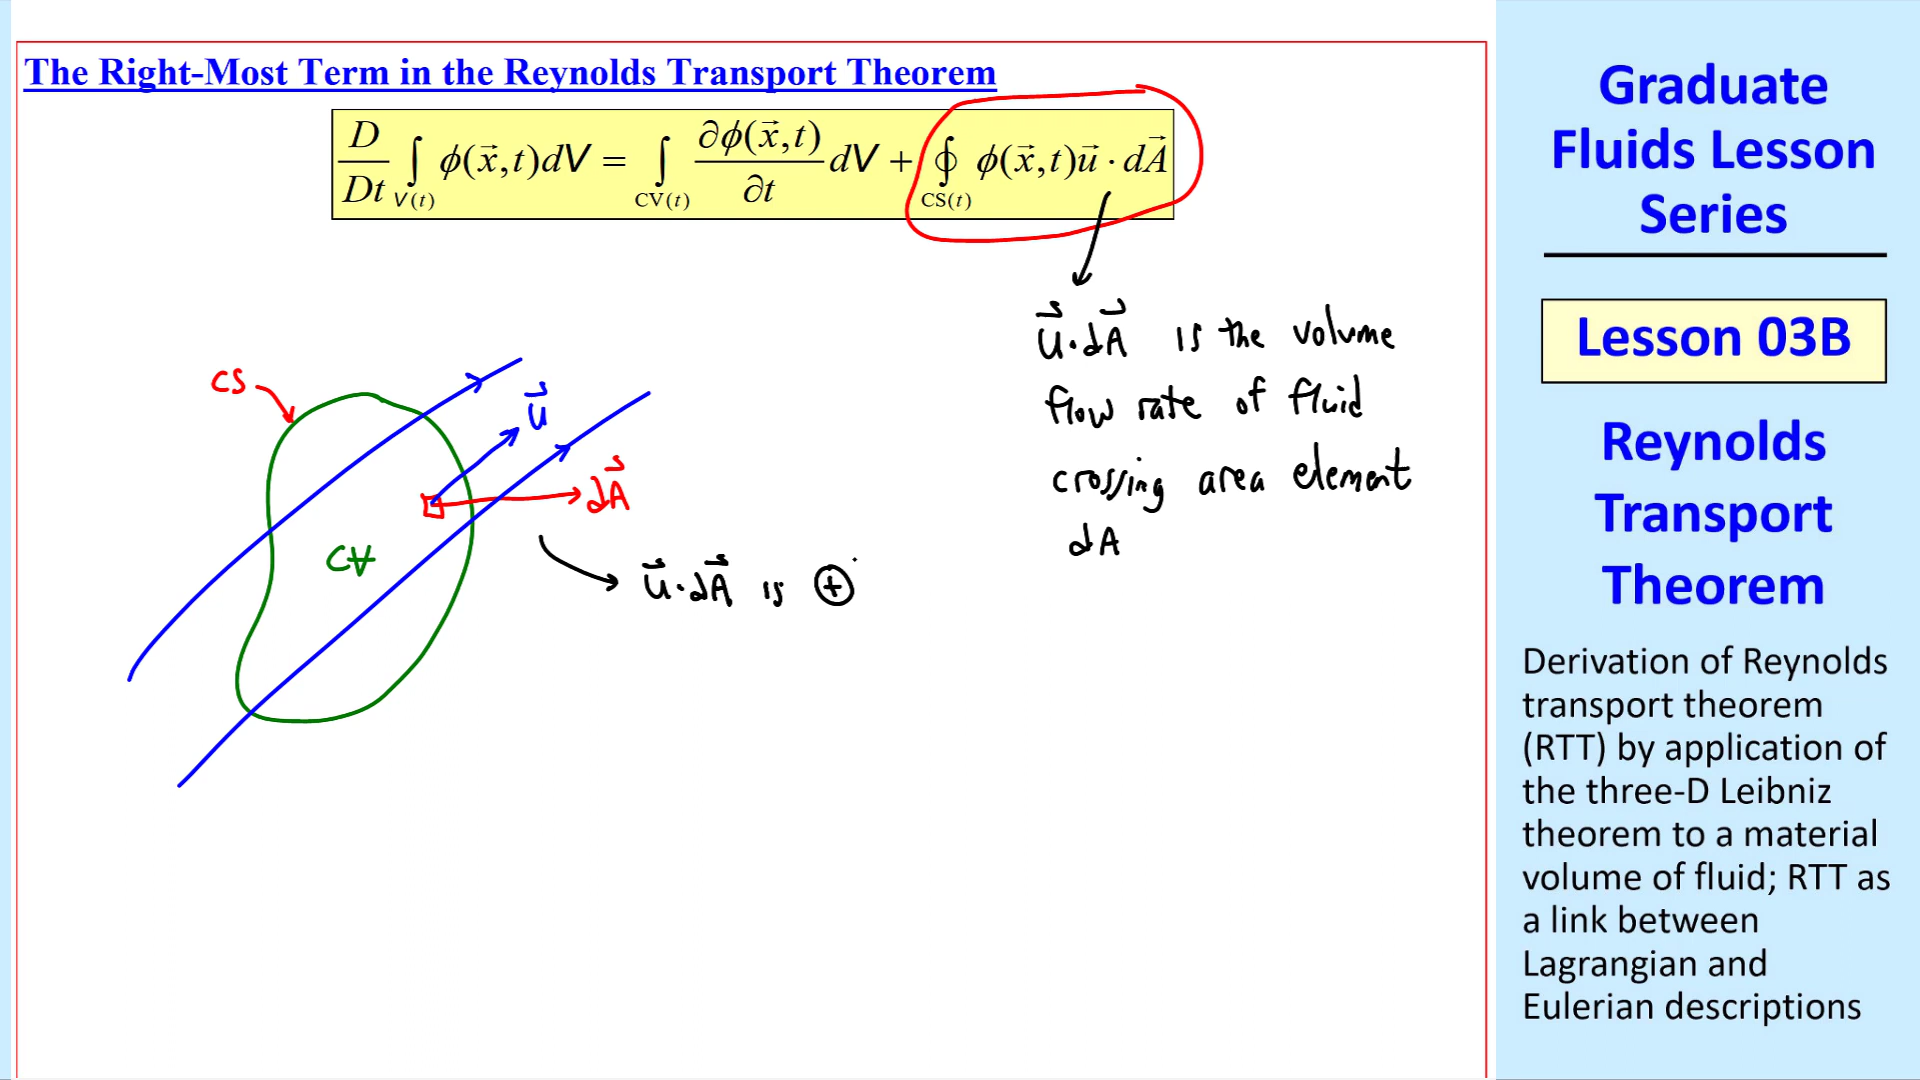 The Right-Most Term in the Reynolds Transport Theorem
D/Dt ∫_{V(t)} ϕ(x⃗,t)dV = ∫_{CV(t)} ∂ϕ(x⃗,t)/∂t dV + ∮_{CS(t)} ϕ(x⃗,t)u⃗ · dA⃗
u⃗·dA⃗ is the volume
flow rate of fluid
crossing area element
dA
CS
u⃗
dA⃗
CV
u⃗·dA⃗ is ⊕
Graduate
Fluids Lesson
Series
Lesson 03B
Reynolds
Transport
Theorem
Derivation of Reynolds
transport theorem
(RTT) by application of
the three-D Leibniz
theorem to a material
volume of fluid; RTT as
a link between
Lagrangian and
Eulerian descriptions